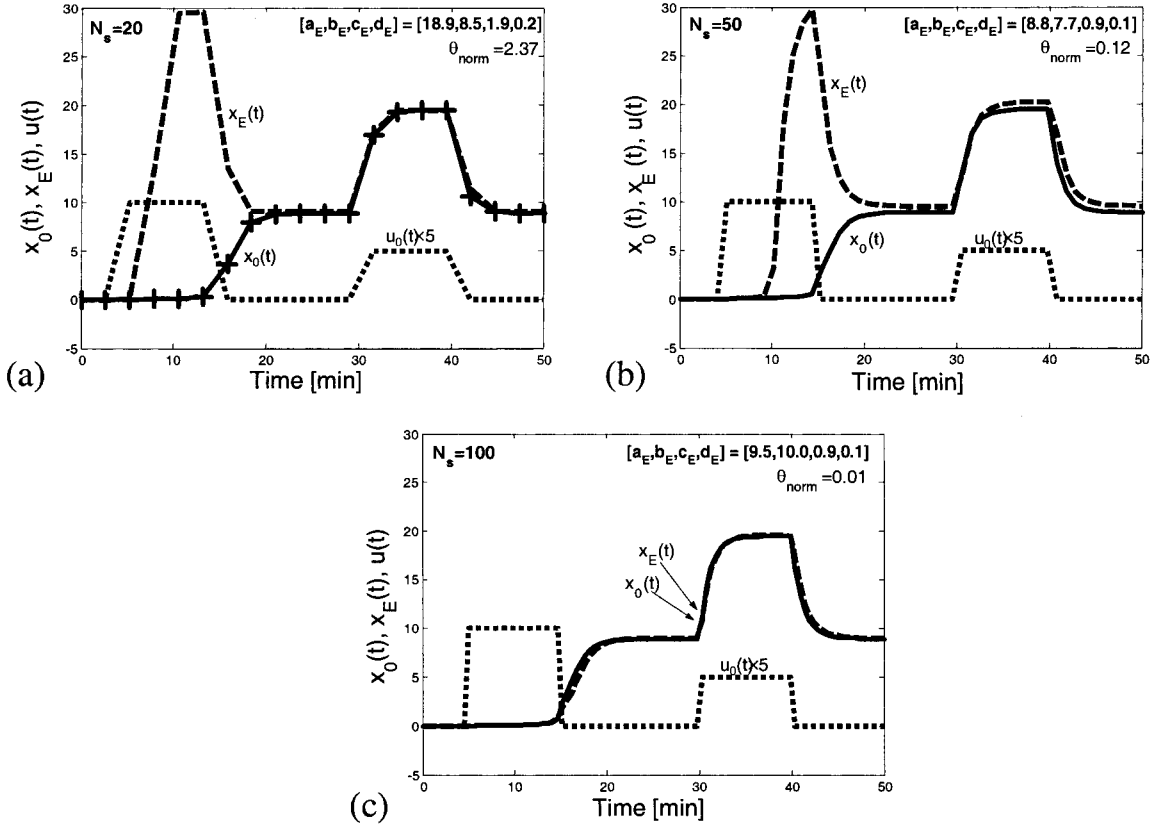 N_s=20
[a_E,b_E,c_E,d_E] = [18.9,8.5,1.9,0.2]
θ_norm =2.37
x_E(t)
x_0(t)
u_0(t)×5
x_0(t), x_E(t), u(t)
30
25
20
15
10
5
0
-5
0 10 20 30 40 50
Time [min]
(a)
N_s=50
[a_E,b_E,c_E,d_E] = [8.8,7.7,0.9,0.1]
θ_norm =0.12
x_E(t)
x_0(t)
u_0(t)×5
x_0(t), x_E (t), u(t)
30
25
20
15
10
5
0
-5
0 10 20 30 40 50
Time [min]
(b)
N_s=100
[a_E,b_E,c_E,d_E] = [9.5,10.0,0.9,0.1]
θ_norm =0.01
x_E(t)
x_0(t)
u_0(t)×5
x_0(t), x_E(t), u(t)
30
25
20
15
10
5
0
-5
0 10 20 30 40 50
Time [min]
(c)